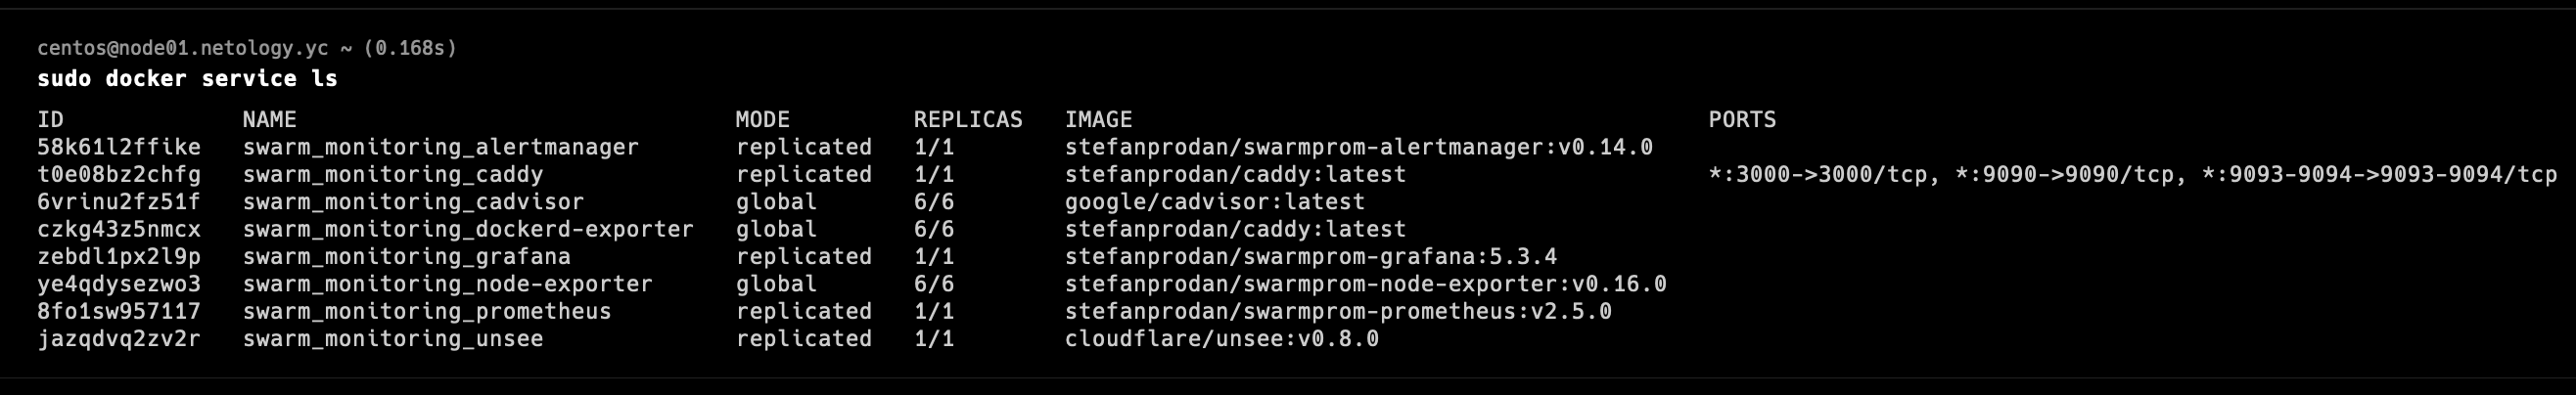 centos@node01.netology.yc ~ (0.168s)
sudo docker service ls
ID NAME MODE REPLICAS IMAGE PORTS
58k61l2ffike swarm_monitoring_alertmanager replicated 1/1 stefanprodan/swarmprom-alertmanager:v0.14.0
t0e08bz2chfg swarm_monitoring_caddy replicated 1/1 stefanprodan/caddy:latest *:3000->3000/tcp, *:9090->9090/tcp, *:9093-9094->9093-9094/tcp
6vrinu2fz51f swarm_monitoring_cadvisor global 6/6 google/cadvisor:latest
czkg43z5nmcx swarm_monitoring_dockerd-exporter global 6/6 stefanprodan/caddy:latest
zebdl1px2l9p swarm_monitoring_grafana replicated 1/1 stefanprodan/swarmprom-grafana:5.3.4
ye4qdysezwo3 swarm_monitoring_node-exporter global 6/6 stefanprodan/swarmprom-node-exporter:v0.16.0
8fo1sw957117 swarm_monitoring_prometheus replicated 1/1 stefanprodan/swarmprom-prometheus:v2.5.0
jazqdvq2zv2r swarm_monitoring_unsee replicated 1/1 cloudflare/unsee:v0.8.0